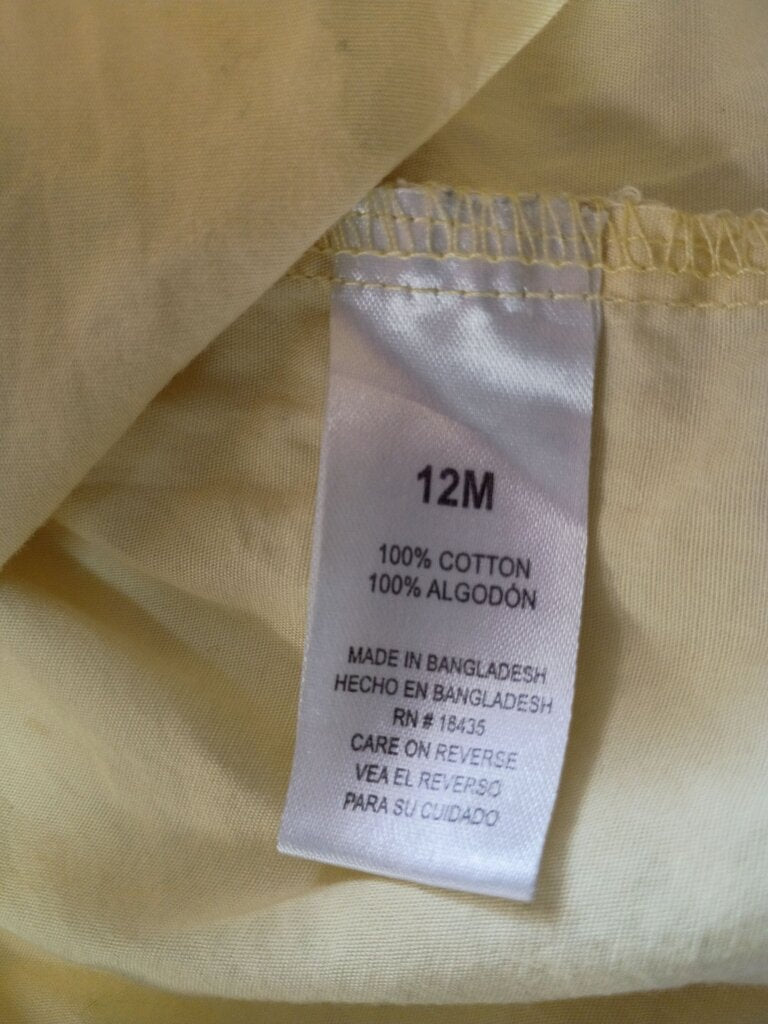 12M
100% COTTON
100% ALGODÓN
MADE IN BANGLADESH
HECHO EN BANGLADESH
RN # 18435
CARE ON REVERSE
VEA EL REVERSO
PARA SU CUIDADO